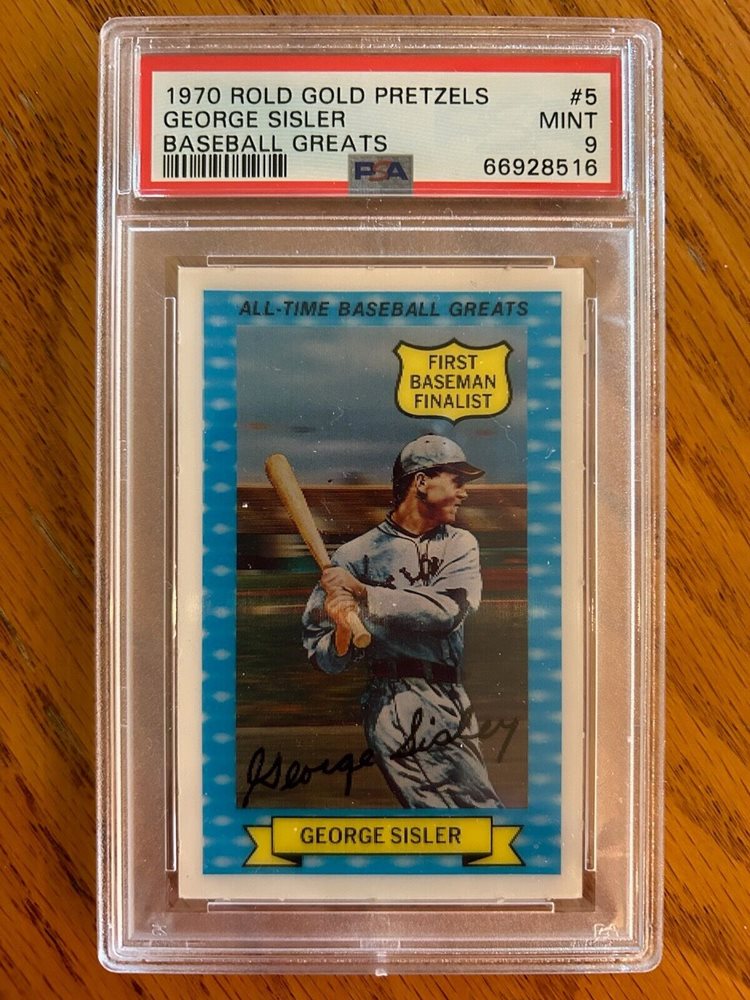 1970 ROLD GOLD PRETZELS #5
GEORGE SISLER MINT
BASEBALL GREATS 9
PSA 66928516
ALL-TIME BASEBALL GREATS
FIRST
BASEMAN
FINALIST
George Sisler
GEORGE SISLER